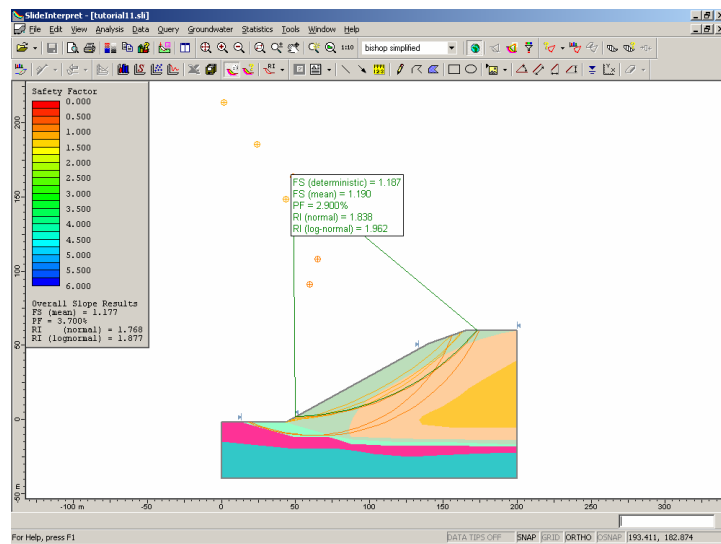 SlideInterpret - [tutorial11.sli]
File Edit View Analysis Data Query Groundwater Statistics Tools Window Help
1:10 bishop simplified
Safety Factor
0.000
0.500
1.000
1.500
2.000
2.500
3.000
3.500
4.000
4.500
5.000
5.500
6.000
Overall Slope Results
FS (mean) = 1.177
PF = 3.700%
RI (normal) = 1.768
RI (lognormal) = 1.877
FS (deterministic) = 1.187
FS (mean) = 1.190
PF = 2.900%
RI (normal) = 1.838
RI (log-normal) = 1.962
200
150
100
50
0
-50
-100 m -50 0 50 100 150 200 250 300
For Help, press F1
DATA TIPS OFF SNAP GRID ORTHO OSNAP 193.411, 182.874